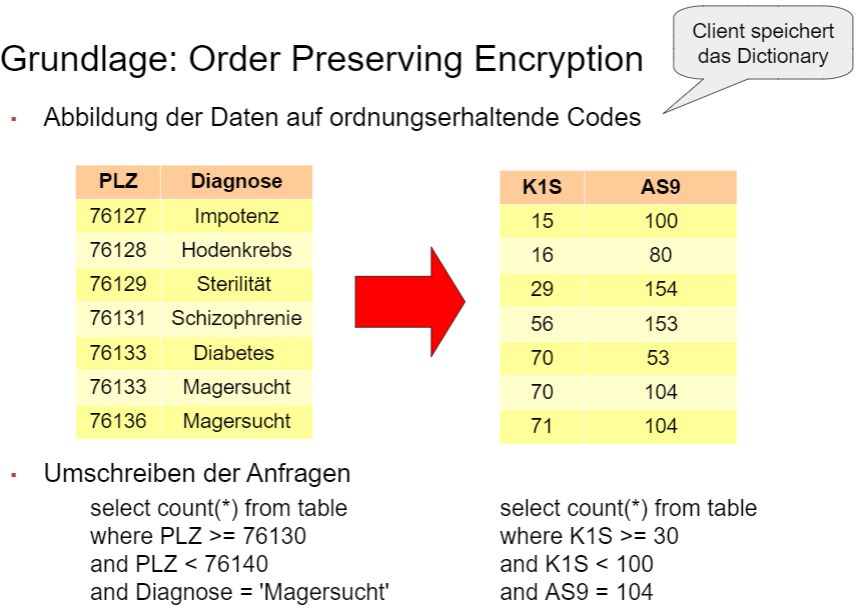 Client speichert
das Dictionary
Grundlage: Order Preserving Encryption
Abbildung der Daten auf ordnungserhaltende Codes
PLZ Diagnose
76127 Impotenz
76128 Hodenkrebs
76129 Sterilität
76131 Schizophrenie
76133 Diabetes
76133 Magersucht
76136 Magersucht
K1S AS9
15 100
16 80
29 154
56 153
70 53
70 104
71 104
Umschreiben der Anfragen
select count(*) from table
where PLZ >= 76130
and PLZ < 76140
and Diagnose = 'Magersucht'
select count(*) from table
where K1S >= 30
and K1S < 100
and AS9 = 104